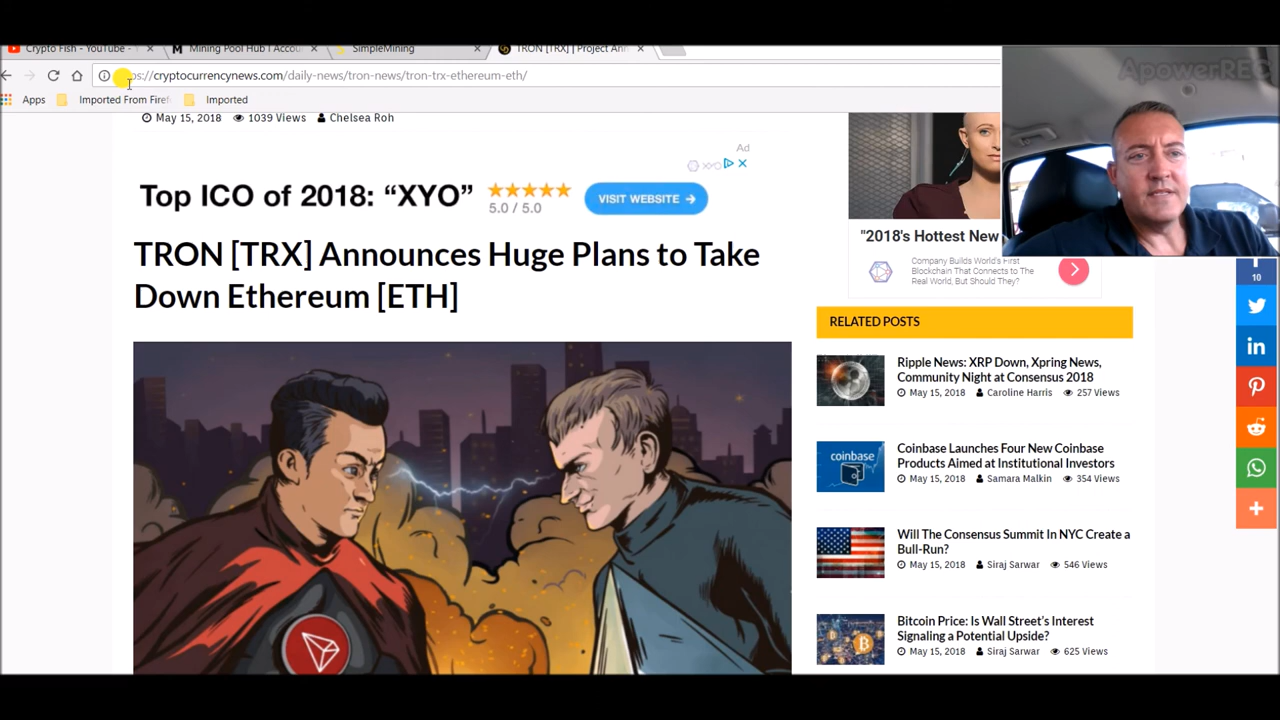 Crypto Fish - YouTube -
Mining Pool Hub | Accou
SimpleMining
TRON [TRX] | Project Ann
ps://cryptocurrencynews.com/daily-news/tron-news/tron-trx-ethereum-eth/
Apps
Imported From Firef
Imported
ApowerREC
May 15, 2018 1039 Views Chelsea Roh
Ad
XYO
Top ICO of 2018: “XYO”
5.0 / 5.0
VISIT WEBSITE
TRON [TRX] Announces Huge Plans to Take
Down Ethereum [ETH]
"2018's Hottest New
Company Builds World's First
Blockchain That Connects to The
Real World, But Should They?
10
RELATED POSTS
Ripple News: XRP Down, Xpring News,
Community Night at Consensus 2018
May 15, 2018 Caroline Harris 257 Views
coinbase
Coinbase Launches Four New Coinbase
Products Aimed at Institutional Investors
May 15, 2018 Samara Malkin 354 Views
Will The Consensus Summit In NYC Create a
Bull-Run?
May 15, 2018 Siraj Sarwar 546 Views
Bitcoin Price: Is Wall Street’s Interest
Signaling a Potential Upside?
May 15, 2018 Siraj Sarwar 625 Views